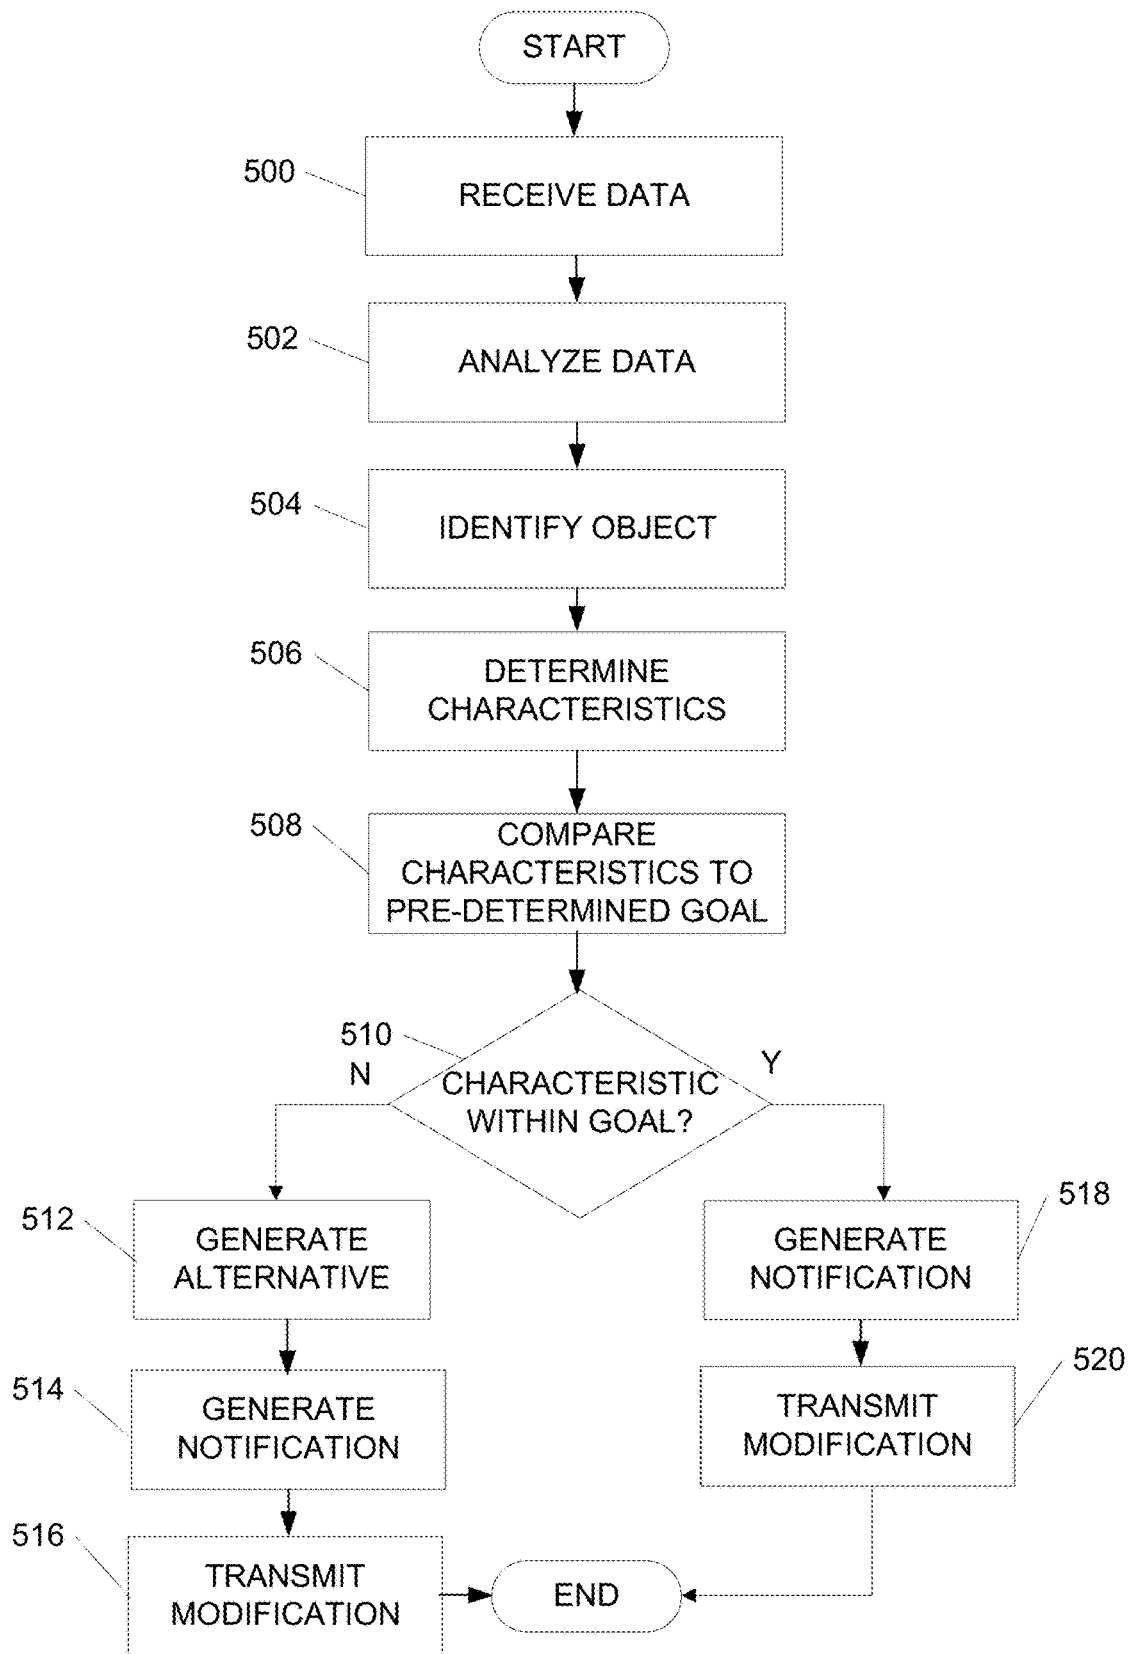 START
500
RECEIVE DATA
502
ANALYZE DATA
504
IDENTIFY OBJECT
506
DETERMINE
CHARACTERISTICS
508
COMPARE
CHARACTERISTICS TO
PRE-DETERMINED GOAL
510
N
Y
CHARACTERISTIC
WITHIN GOAL?
512
GENERATE
ALTERNATIVE
518
GENERATE
NOTIFICATION
514
GENERATE
NOTIFICATION
520
TRANSMIT
MODIFICATION
516
TRANSMIT
MODIFICATION
END